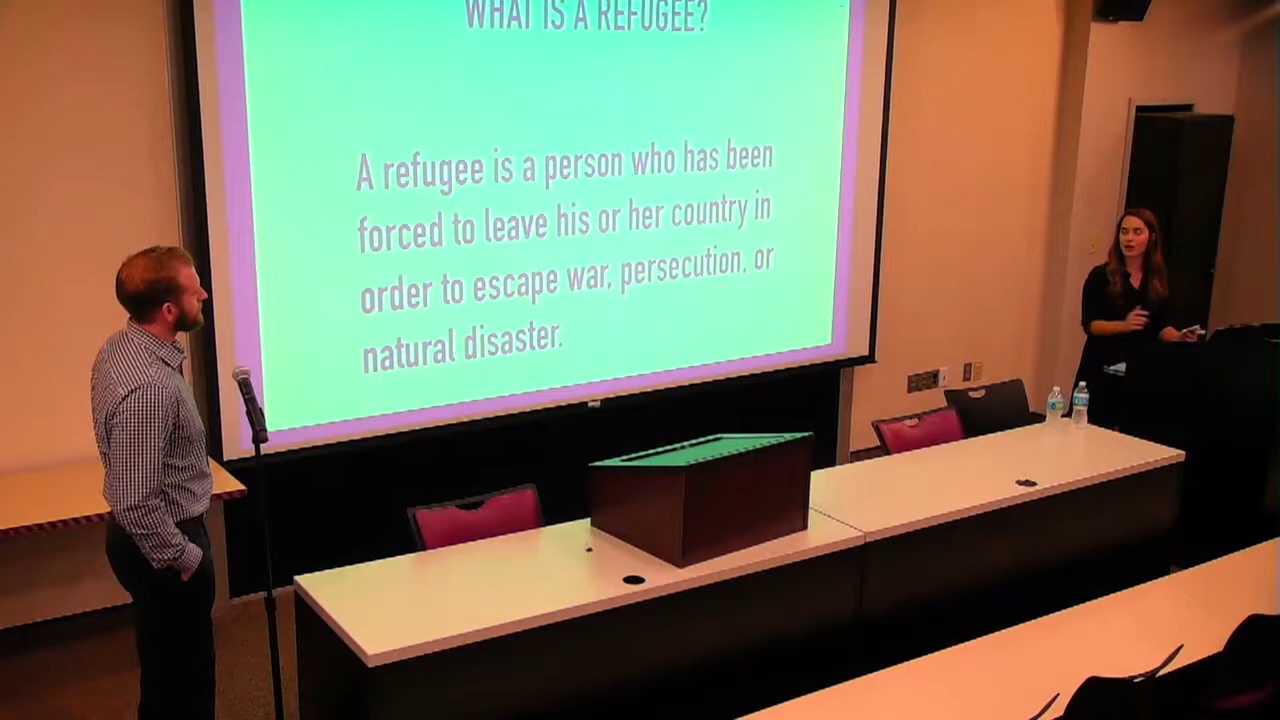 WHAT IS A REFUGEE?
A refugee is a person who has been
forced to leave his or her country in
order to escape war, persecution, or
natural disaster.